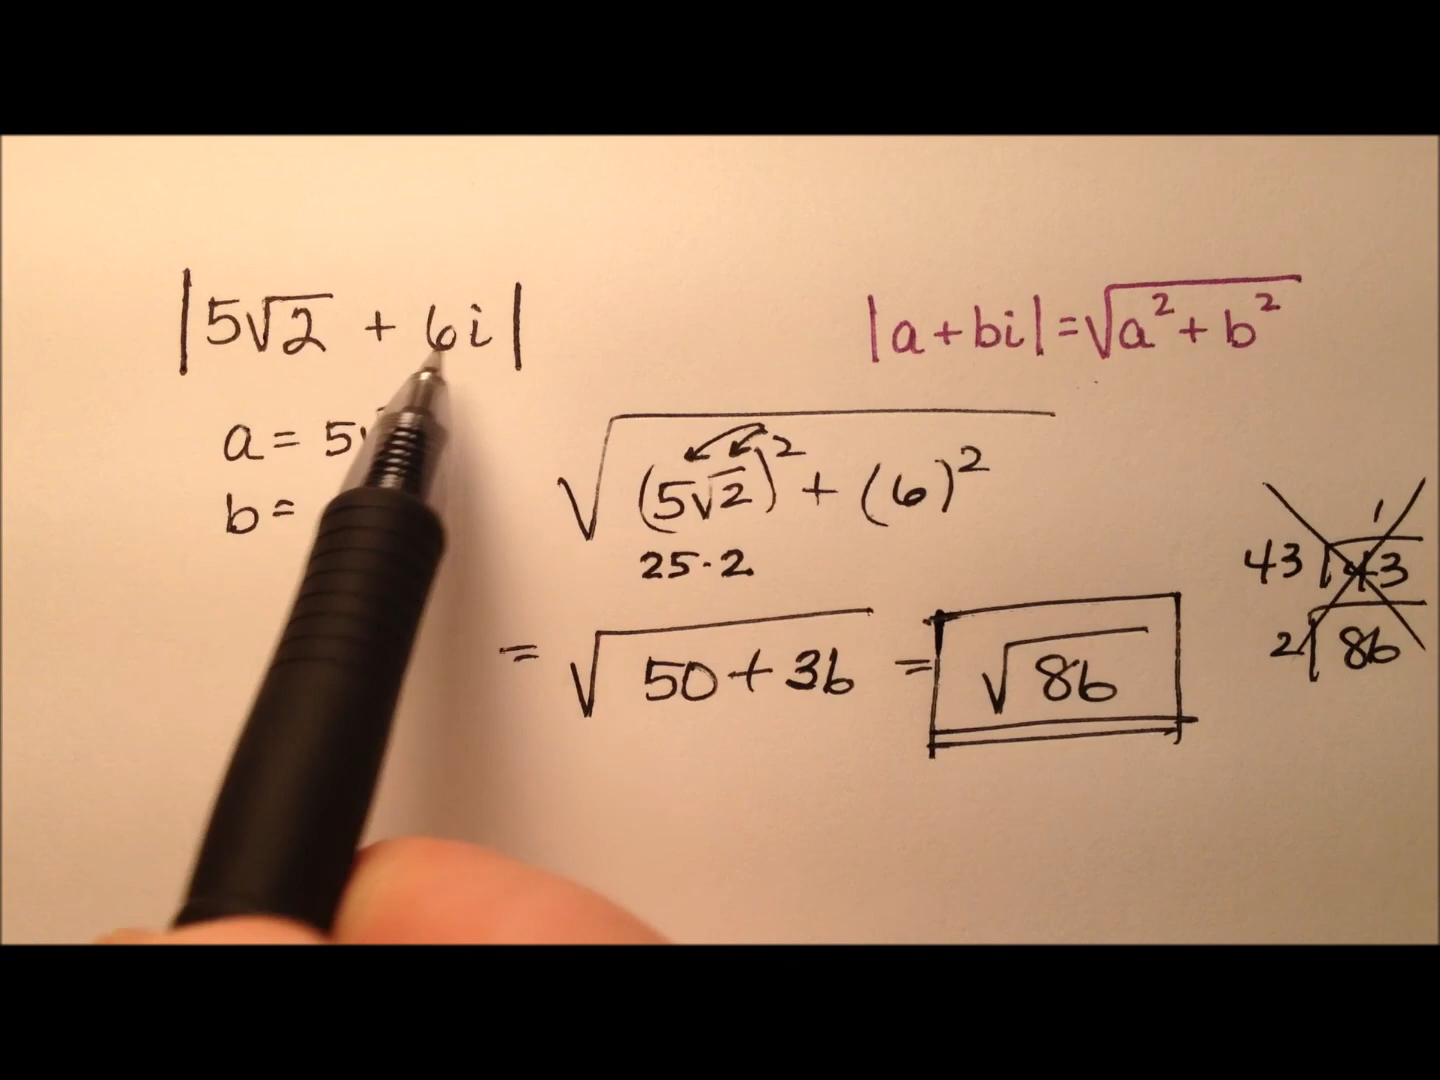 |5√2 + 6i|
|a+bi|=√a²+b²
a= 5√
b=
√(5√2)²+(6)²
25·2
= √50+36 = √86
1
43 43
2 86